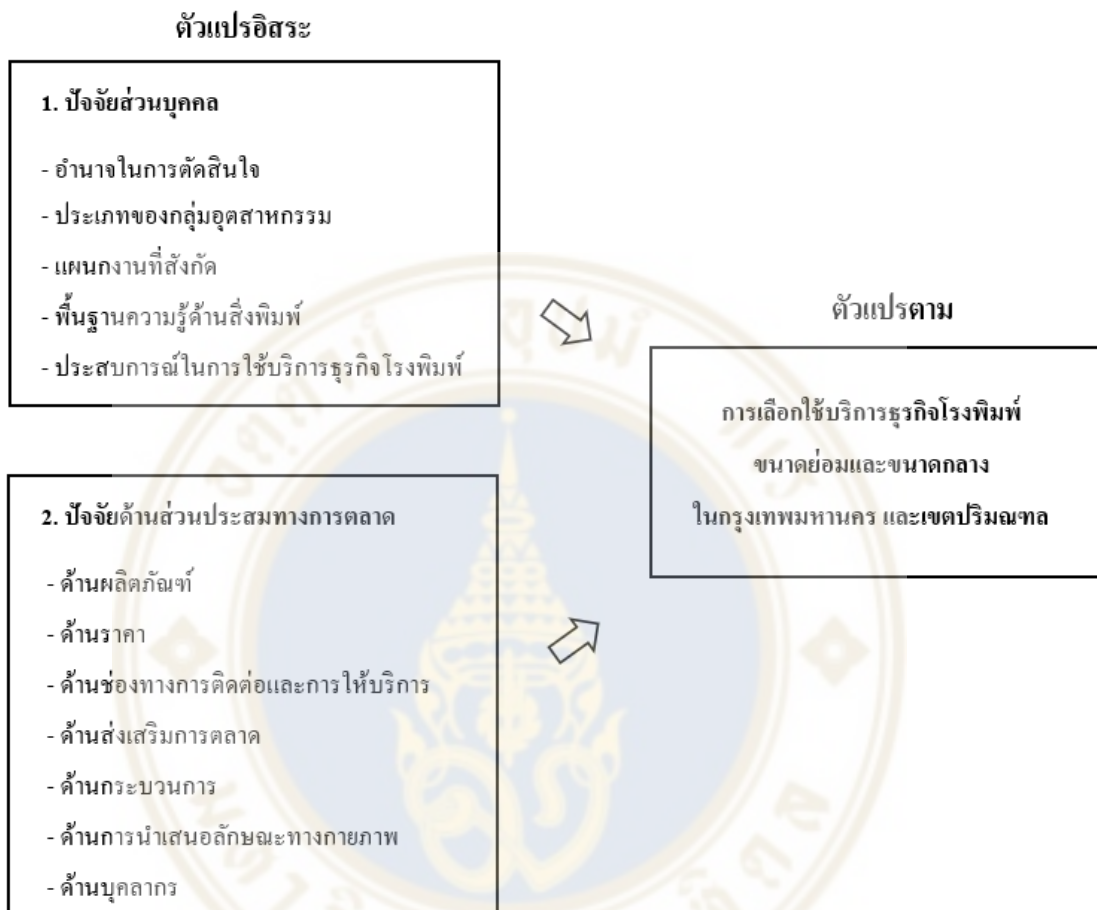 ตัวแปรอิสระ
1. ปัจจัยส่วนบุคคล
- อำนาจในการตัดสินใจ
- ประเภทของกลุ่มอุตสาหกรรม
- แผนกงานที่สังกัด
- พื้นฐานความรู้ด้านสิ่งพิมพ์
- ประสบการณ์ในการใช้บริการธุรกิจโรงพิมพ์
ตัวแปรตาม
การเลือกใช้บริการธุรกิจโรงพิมพ์
ขนาดย่อมและขนาดกลาง
ในกรุงเทพมหานคร และเขตปริมณฑล
2. ปัจจัยด้านส่วนประสมทางการตลาด
- ด้านผลิตภัณฑ์
- ด้านราคา
- ด้านช่องทางการติดต่อและการให้บริการ
- ด้านส่งเสริมการตลาด
- ด้านกระบวนการ
- ด้านการนำเสนอลักษณะทางกายภาพ
- ด้านบุคลากร